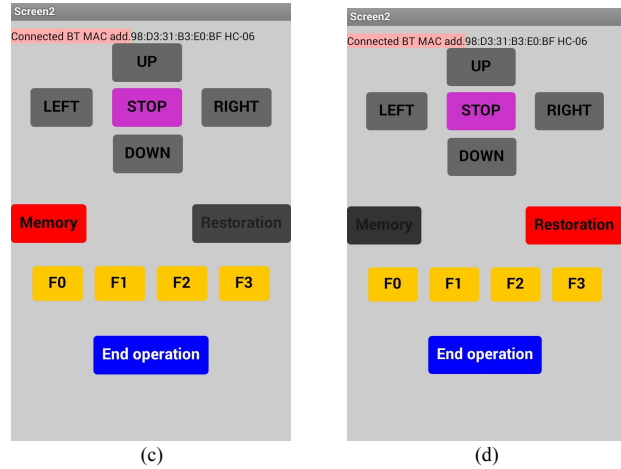 Screen2
Connected BT MAC add.98:D3:31:B3:E0:BF HC-06
UP
LEFT STOP RIGHT
DOWN
Memory Restoration
F0 F1 F2 F3
End operation
(c)
Screen2
Connected BT MAC add.98:D3:31:B3:E0:BF HC-06
UP
LEFT STOP RIGHT
DOWN
Memory Restoration
F0 F1 F2 F3
End operation
(d)